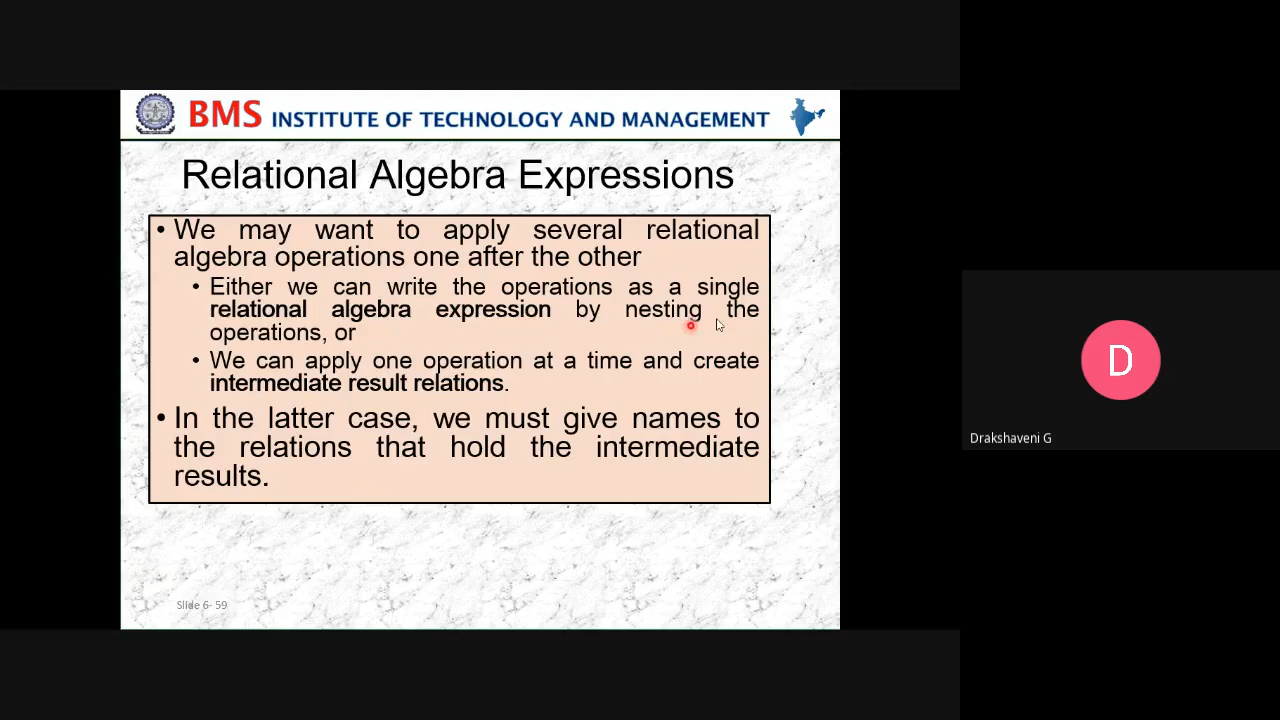 BMS INSTITUTE OF TECHNOLOGY AND MANAGEMENT
Relational Algebra Expressions
• We may want to apply several relational
algebra operations one after the other
• Either we can write the operations as a single
relational algebra expression by nesting the
operations, or
• We can apply one operation at a time and create
intermediate result relations.
• In the latter case, we must give names to
the relations that hold the intermediate
results.
Slide 6- 59
D
Drakshaveni G